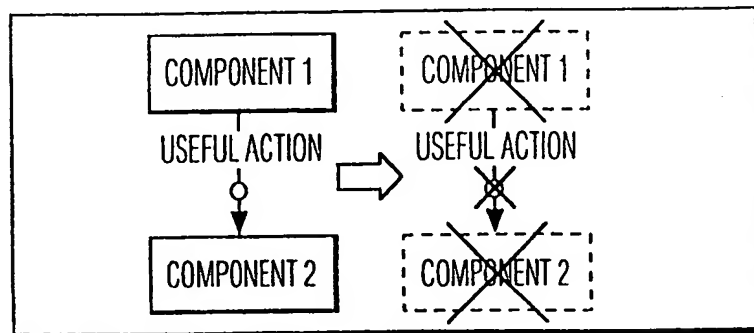 COMPONENT 1
USEFUL ACTION
COMPONENT 2
COMPONENT 1
USEFUL ACTION
COMPONENT 2